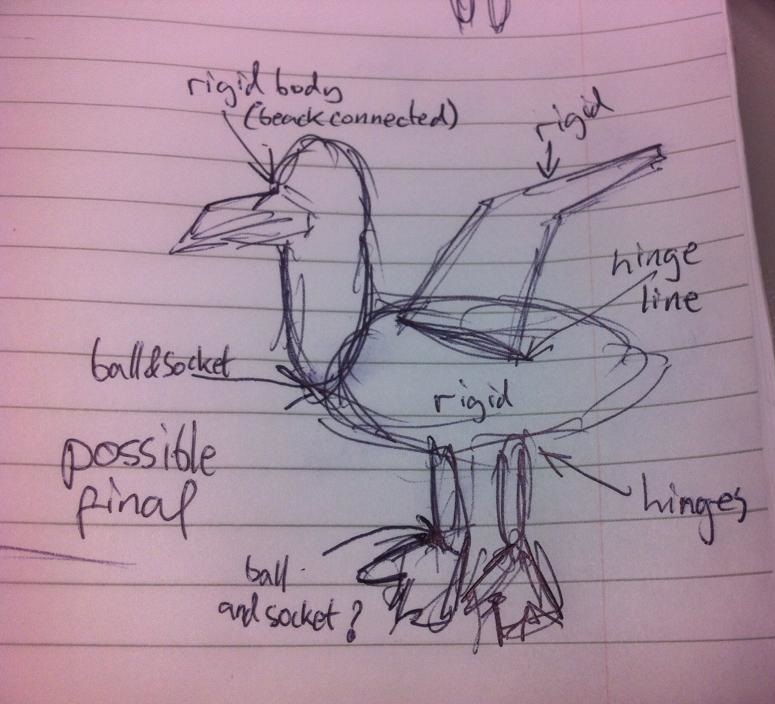 rigid body
(beack connected)
rigid
hinge
line
ball & socket
rigid
possible
final
hinges
ball
and socket?